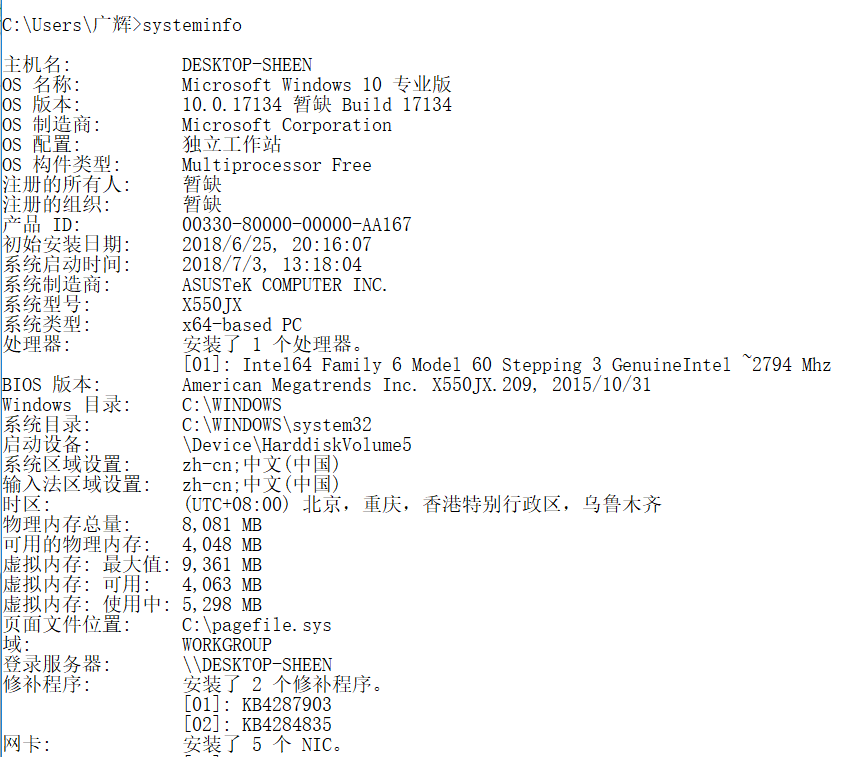 C:\Users\广辉>systeminfo
主机名: DESKTOP-SHEEN
OS 名称: Microsoft Windows 10 专业版
OS 版本: 10.0.17134 暂缺 Build 17134
OS 制造商: Microsoft Corporation
OS 配置: 独立工作站
OS 构件类型: Multiprocessor Free
注册的所有人: 暂缺
注册的组织: 暂缺
产品 ID: 00330-80000-00000-AA167
初始安装日期: 2018/6/25, 20:16:07
系统启动时间: 2018/7/3, 13:18:04
系统制造商: ASUSTeK COMPUTER INC.
系统型号: X550JX
系统类型: x64-based PC
处理器: 安装了 1 个处理器。
[01]: Intel64 Family 6 Model 60 Stepping 3 GenuineIntel ~2794 Mhz
BIOS 版本: American Megatrends Inc. X550JX.209, 2015/10/31
Windows 目录: C:\WINDOWS
系统目录: C:\WINDOWS\system32
启动设备: \Device\HarddiskVolume5
系统区域设置: zh-cn;中文(中国)
输入法区域设置: zh-cn;中文(中国)
时区: (UTC+08:00) 北京，重庆，香港特别行政区，乌鲁木齐
物理内存总量: 8,081 MB
可用的物理内存: 4,048 MB
虚拟内存: 最大值: 9,361 MB
虚拟内存: 可用: 4,063 MB
虚拟内存: 使用中: 5,298 MB
页面文件位置: C:\pagefile.sys
域: WORKGROUP
登录服务器: \\DESKTOP-SHEEN
修补程序: 安装了 2 个修补程序。
[01]: KB4287903
[02]: KB4284835
网卡: 安装了 5 个 NIC。